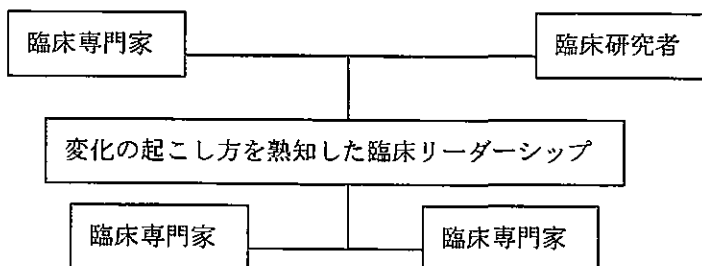 臨床専門家
臨床研究者
変化の起こし方を熟知した臨床リーダーシップ
臨床専門家
臨床専門家